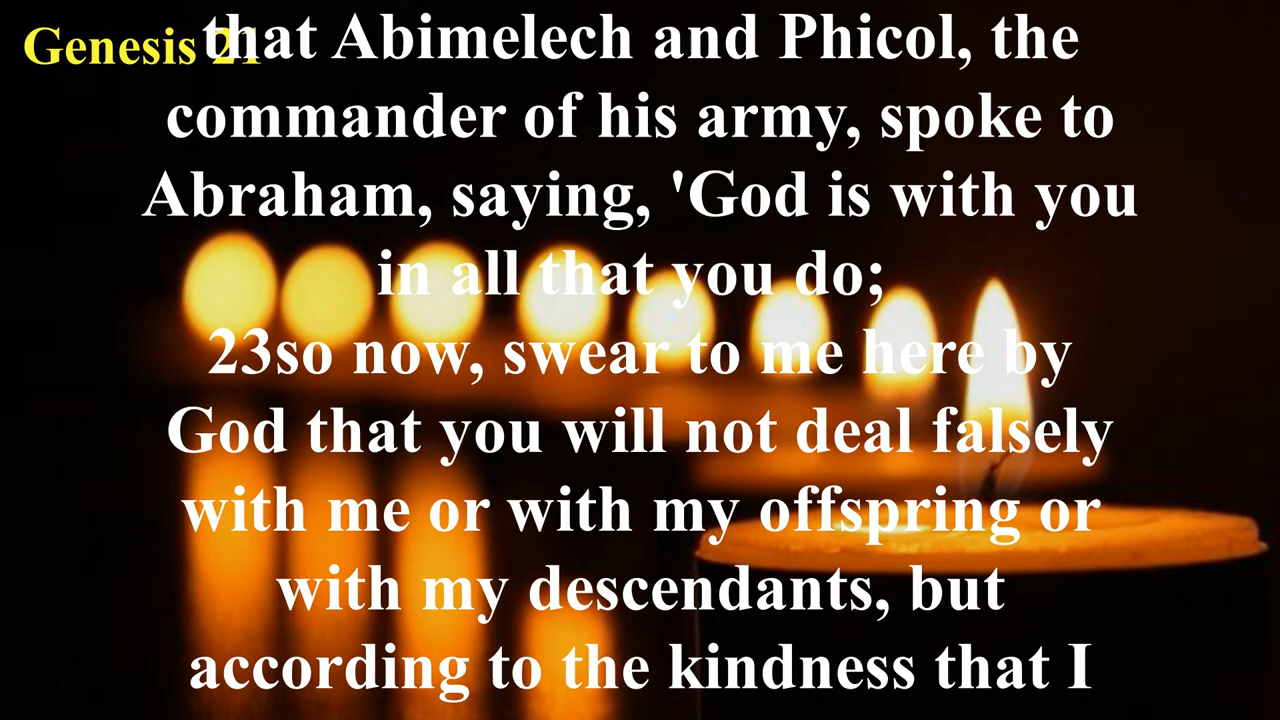 Genesis 21
that Abimelech and Phicol, the
commander of his army, spoke to
Abraham, saying, 'God is with you
in all that you do;
23so now, swear to me here by
God that you will not deal falsely
with me or with my offspring or
with my descendants, but
according to the kindness that I